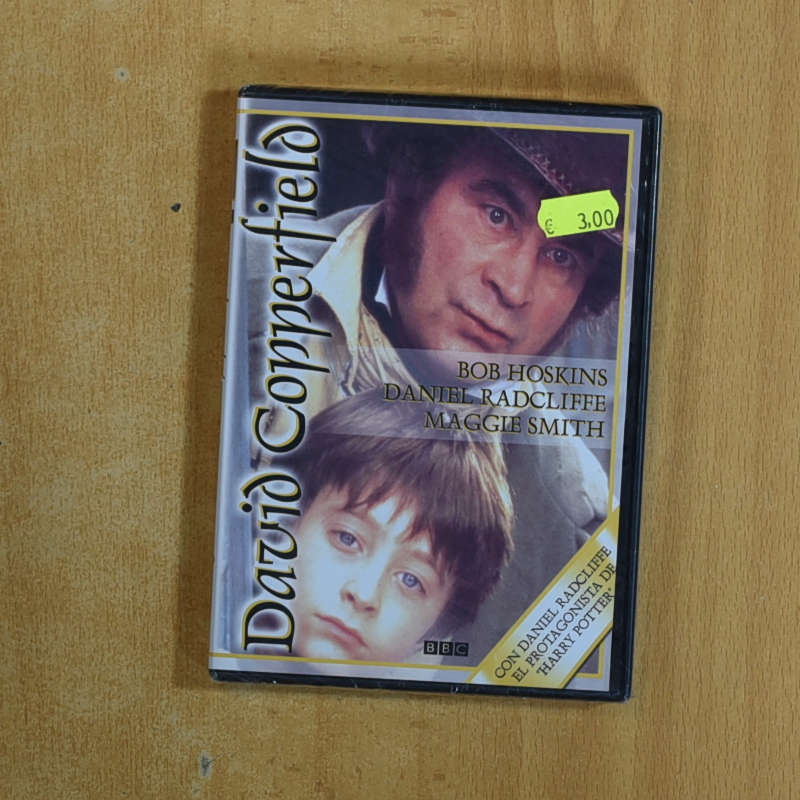 David Copperfield
€ 3,00
BOB HOSKINS
DANIEL RADCLIFFE
MAGGIE SMITH
BBC
CON DANIEL RADCLIFFE
EL PROTAGONISTA DE
'HARRY POTTER'